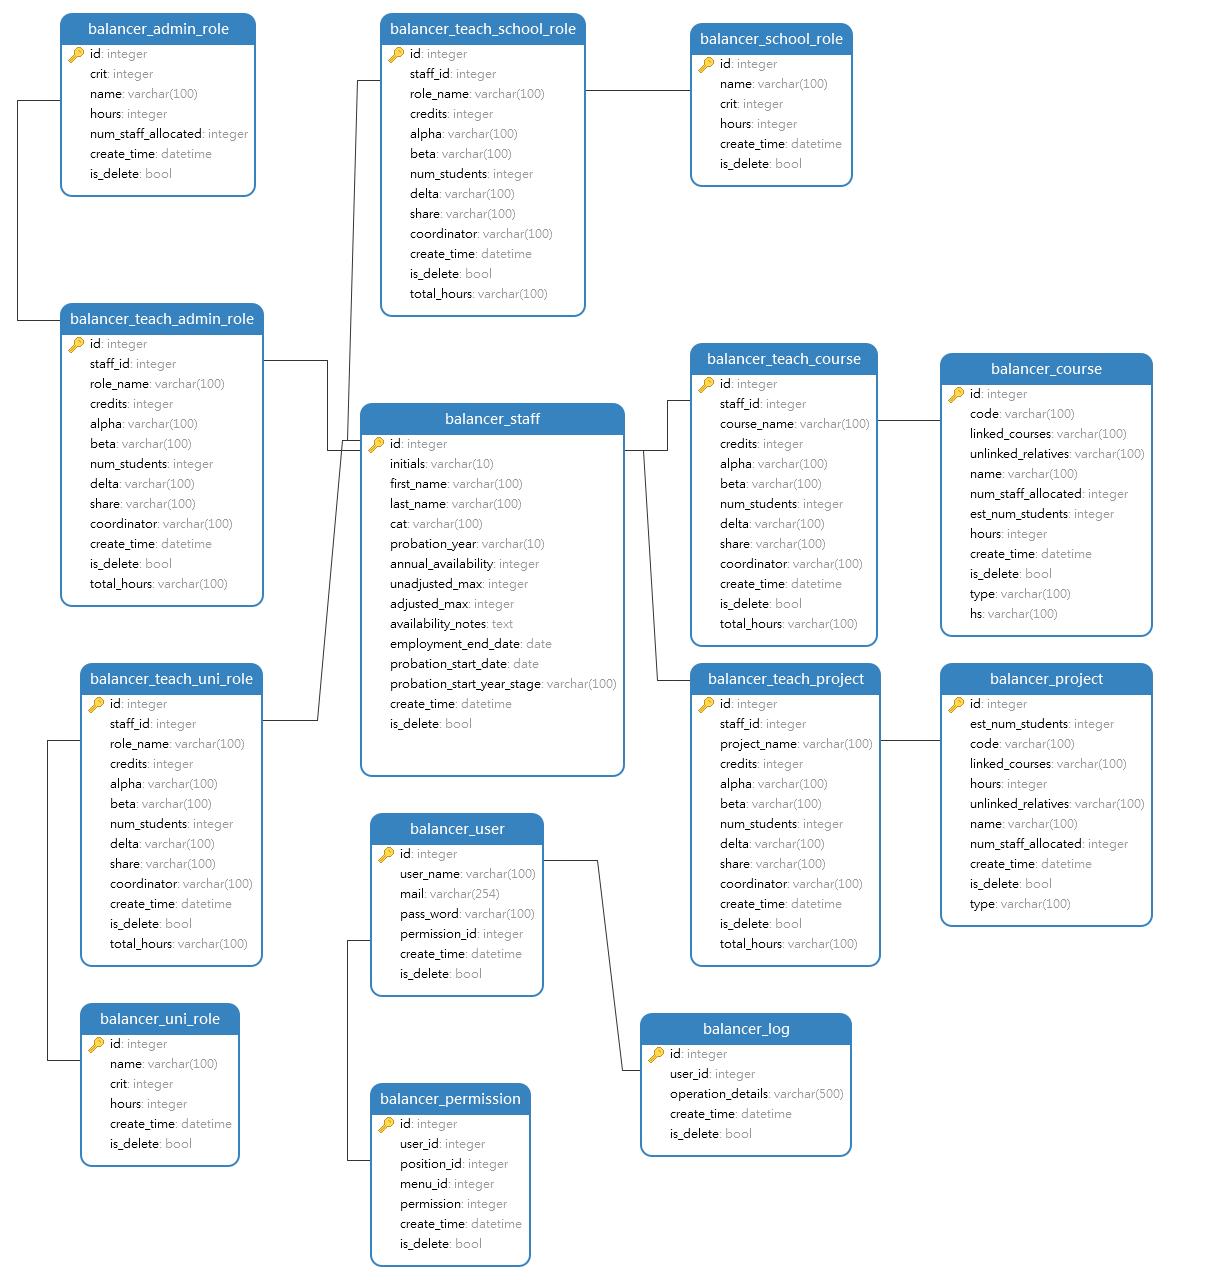 balancer_admin_role
id: integer
crit: integer
name: varchar(100)
hours: integer
num_staff_allocated: integer
create_time: datetime
is_delete: bool
balancer_teach_school_role
id: integer
staff_id: integer
role_name: varchar(100)
credits: integer
alpha: varchar(100)
beta: varchar(100)
num_students: integer
delta: varchar(100)
share: varchar(100)
coordinator: varchar(100)
create_time: datetime
is_delete: bool
total_hours: varchar(100)
balancer_school_role
id: integer
name: varchar(100)
crit: integer
hours: integer
create_time: datetime
is_delete: bool
balancer_teach_admin_role
id: integer
staff_id: integer
role_name: varchar(100)
credits: integer
alpha: varchar(100)
beta: varchar(100)
num_students: integer
delta: varchar(100)
share: varchar(100)
coordinator: varchar(100)
create_time: datetime
is_delete: bool
total_hours: varchar(100)
balancer_staff
id: integer
initials: varchar(10)
first_name: varchar(100)
last_name: varchar(100)
cat: varchar(100)
probation_year: varchar(10)
annual_availability: integer
unadjusted_max: integer
adjusted_max: integer
availability_notes: text
employment_end_date: date
probation_start_date: date
probation_start_year_stage: varchar(100)
create_time: datetime
is_delete: bool
balancer_teach_course
id: integer
staff_id: integer
course_name: varchar(100)
credits: integer
alpha: varchar(100)
beta: varchar(100)
num_students: integer
delta: varchar(100)
share: varchar(100)
coordinator: varchar(100)
create_time: datetime
is_delete: bool
total_hours: varchar(100)
balancer_course
id: integer
code: varchar(100)
linked_courses: varchar(100)
unlinked_relatives: varchar(100)
name: varchar(100)
num_staff_allocated: integer
est_num_students: integer
hours: integer
create_time: datetime
is_delete: bool
type: varchar(100)
hs: varchar(100)
balancer_teach_uni_role
id: integer
staff_id: integer
role_name: varchar(100)
credits: integer
alpha: varchar(100)
beta: varchar(100)
num_students: integer
delta: varchar(100)
share: varchar(100)
coordinator: varchar(100)
create_time: datetime
is_delete: bool
total_hours: varchar(100)
balancer_teach_project
id: integer
staff_id: integer
project_name: varchar(100)
credits: integer
alpha: varchar(100)
beta: varchar(100)
num_students: integer
delta: varchar(100)
share: varchar(100)
coordinator: varchar(100)
create_time: datetime
is_delete: bool
total_hours: varchar(100)
balancer_project
id: integer
est_num_students: integer
code: varchar(100)
linked_courses: varchar(100)
hours: integer
unlinked_relatives: varchar(100)
name: varchar(100)
num_staff_allocated: integer
create_time: datetime
is_delete: bool
type: varchar(100)
balancer_user
id: integer
user_name: varchar(100)
mail: varchar(254)
pass_word: varchar(100)
permission_id: integer
create_time: datetime
is_delete: bool
balancer_uni_role
id: integer
name: varchar(100)
crit: integer
hours: integer
create_time: datetime
is_delete: bool
balancer_log
id: integer
user_id: integer
operation_details: varchar(500)
create_time: datetime
is_delete: bool
balancer_permission
id: integer
user_id: integer
position_id: integer
menu_id: integer
permission: integer
create_time: datetime
is_delete: bool